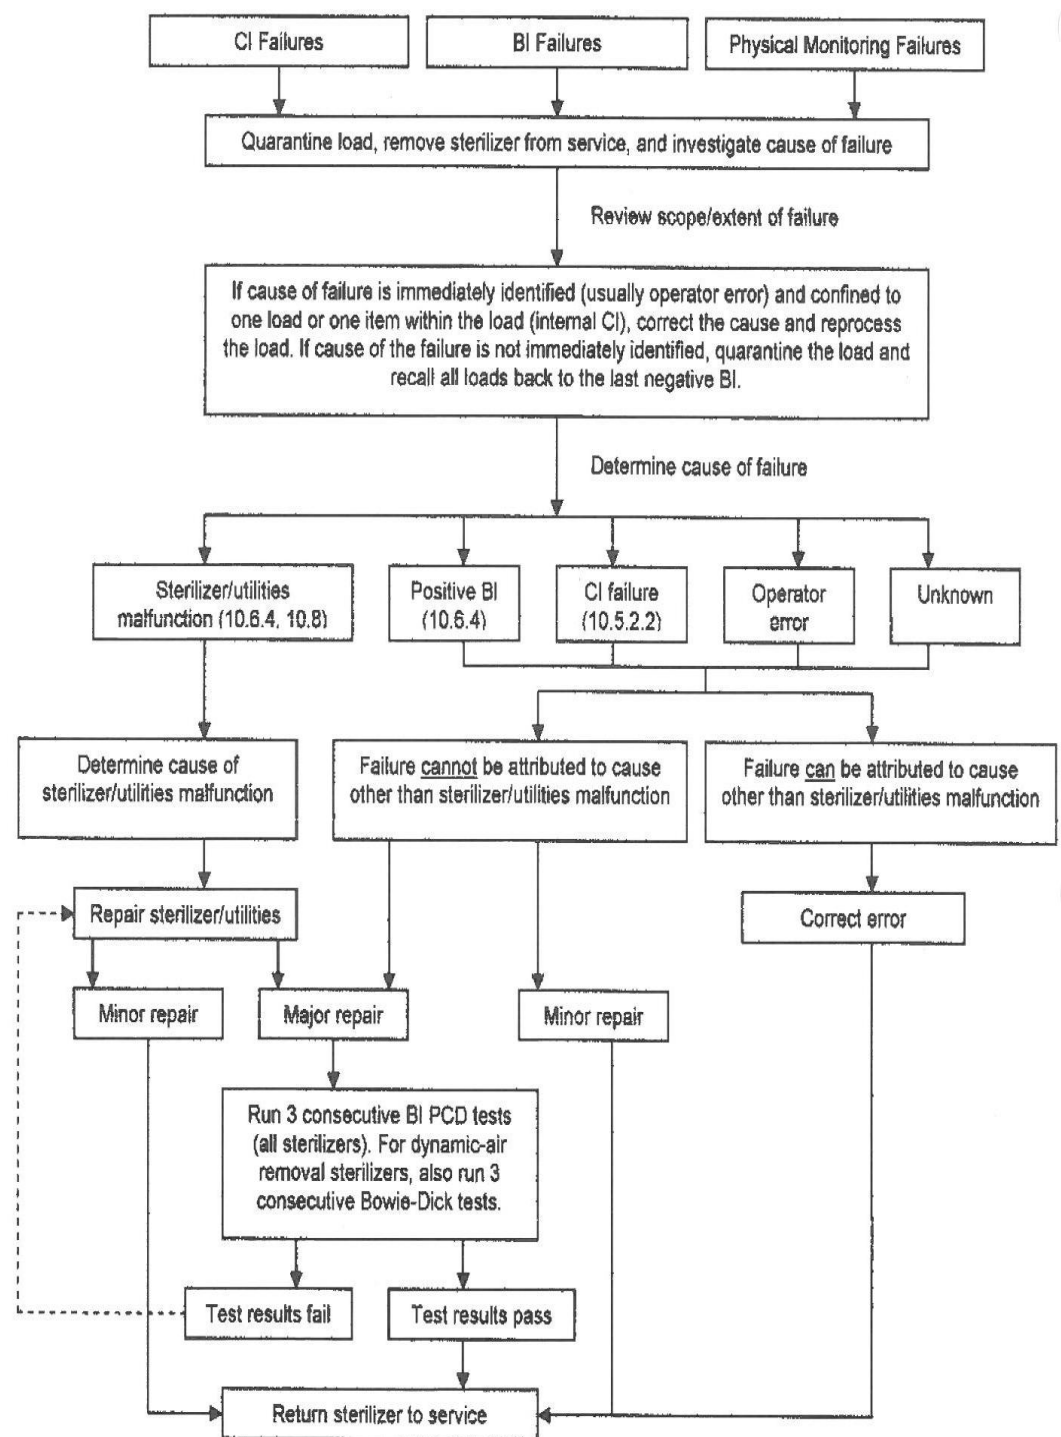 CI Failures
BI Failures
Physical Monitoring Failures
Quarantine load, remove sterilizer from service, and investigate cause of failure
Review scope/extent of failure
If cause of failure is immediately identified (usually operator error) and confined to
one load or one item within the load (internal CI), correct the cause and reprocess
the load. If cause of the failure is not immediately identified, quarantine the load and
recall all loads back to the last negative BI.
Determine cause of failure
Sterilizer/utilities
malfunction (10.6.4, 10.8)
Positive BI
(10.6.4)
CI failure
(10.5.2.2)
Operator
error
Unknown
Determine cause of
sterilizer/utilities malfunction
Failure cannot be attributed to cause
other than sterilizer/utilities malfunction
Failure can be attributed to cause
other than sterilizer/utilities malfunction
Repair sterilizer/utilities
Correct error
Minor repair
Major repair
Minor repair
Run 3 consecutive BI PCD tests
(all sterilizers). For dynamic-air
removal sterilizers, also run 3
consecutive Bowie-Dick tests.
Test results fail
Test results pass
Return sterilizer to service